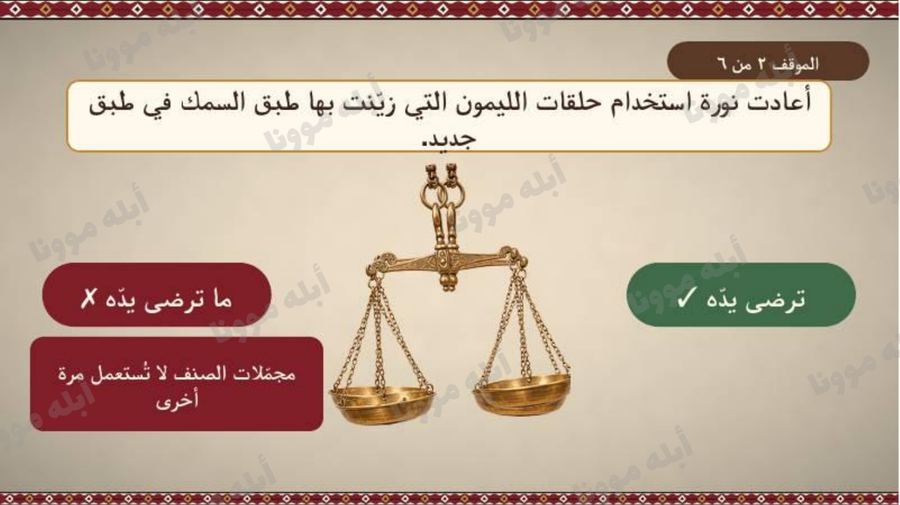 الموقف ٢ من ٦
أعادت نورة استخدام حلقات الليمون التي زيّنت بها طبق السمك في طبق
جديد.
ترضى يدّه ✓
ما ترضى يدّه ✗
مجمّلات الصنف لا تُستعمل مرة
أخرى
أبله موونا